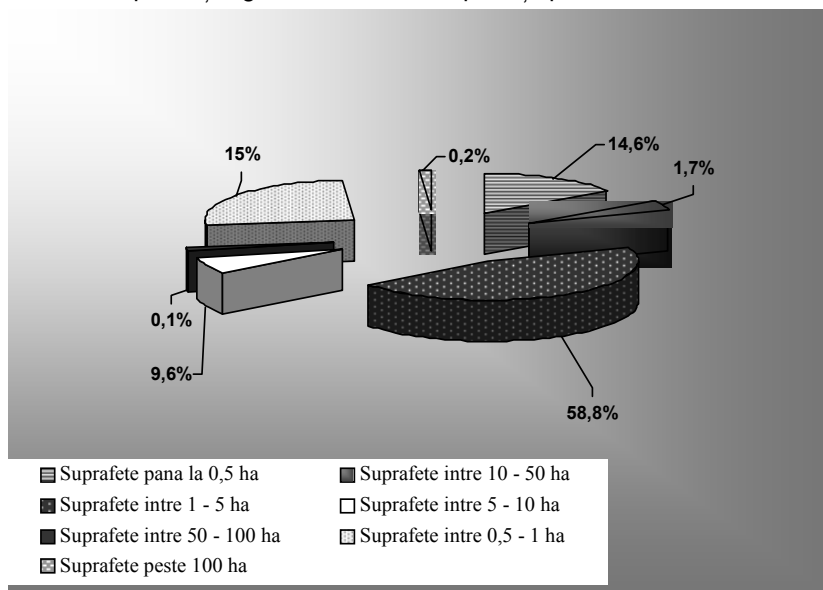 15%
0,2%
14,6%
1,7%
0,1%
9,6%
58,8%
Suprafete pana la 0,5 ha
Suprafete intre 10 - 50 ha
Suprafete intre 1 - 5 ha
Suprafete intre 5 - 10 ha
Suprafete intre 50 - 100 ha
Suprafete intre 0,5 - 1 ha
Suprafete peste 100 ha